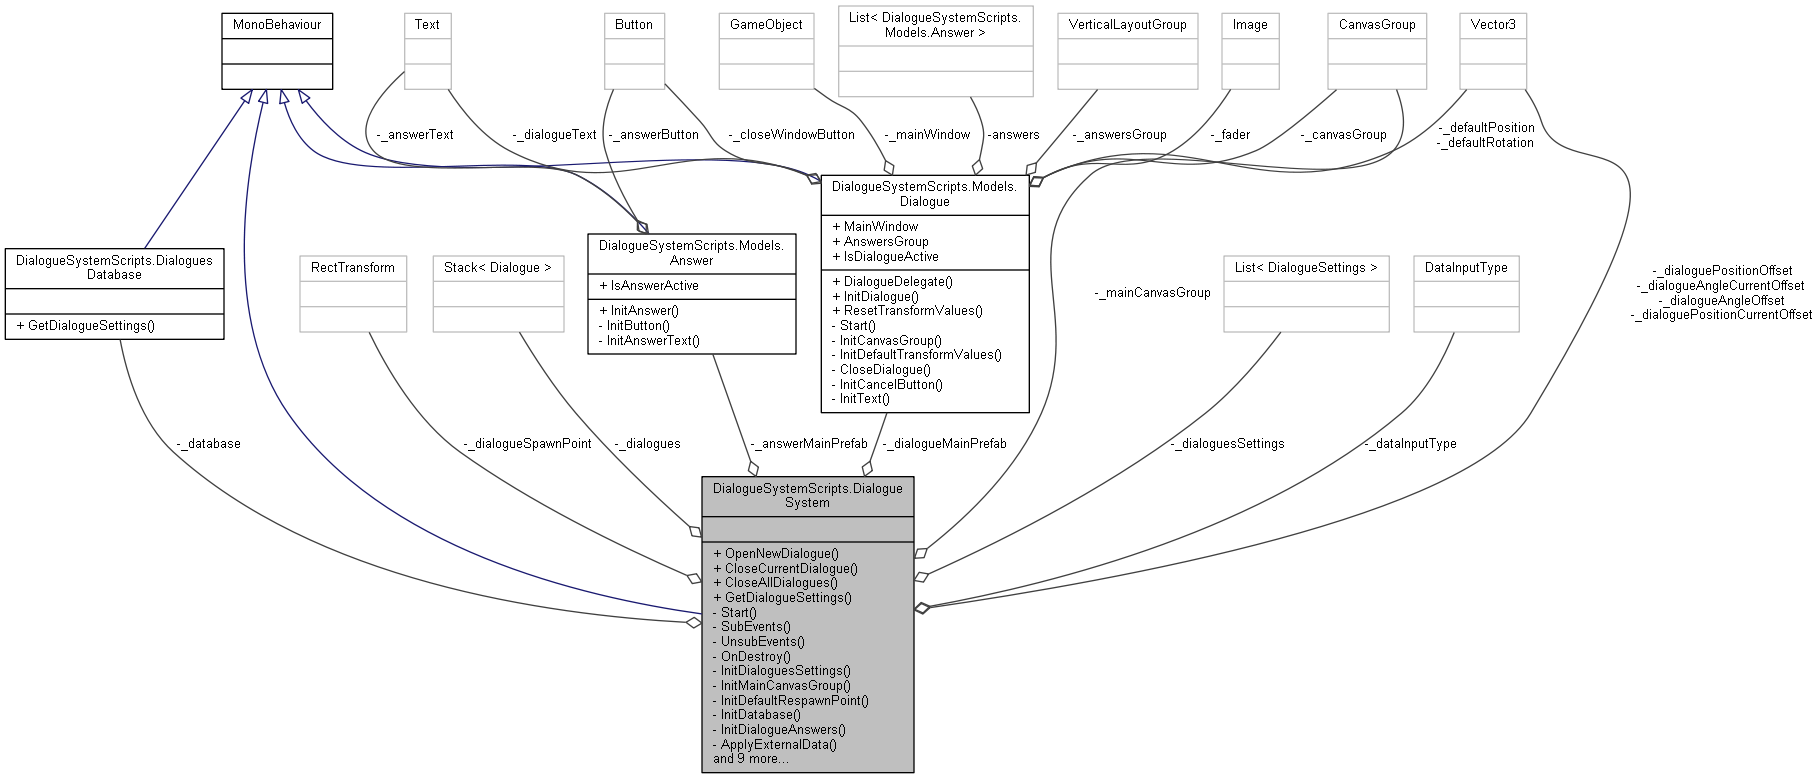 MonoBehaviour
Text
Button
GameObject
List< DialogueSystemScripts.
Models.Answer >
VerticalLayoutGroup
Image
CanvasGroup
Vector3
-_answerText
-_dialogueText
-_answerButton
-_closeWindowButton
-_mainWindow
-answers
-_answersGroup
-_fader
-_canvasGroup
-_defaultPosition
-_defaultRotation
DialogueSystemScripts.Dialogues
Database
+ GetDialogueSettings()
RectTransform
Stack< Dialogue >
DialogueSystemScripts.Models.
Answer
+ IsAnswerActive
+ InitAnswer()
- InitButton()
- InitAnswerText()
DialogueSystemScripts.Models.
Dialogue
+ MainWindow
+ AnswersGroup
+ IsDialogueActive
+ DialogueDelegate()
+ InitDialogue()
+ ResetTransformValues()
- Start()
- InitCanvasGroup()
- InitDefaultTransformValues()
- CloseDialogue()
- InitCancelButton()
- InitText()
-_mainCanvasGroup
List< DialogueSettings >
DataInputType
-_dialoguePositionOffset
-_dialogueAngleCurrentOffset
-_dialogueAngleOffset
-_dialoguePositionCurrentOffset
-_database
-_dialogueSpawnPoint
-_dialogues
-_answerMainPrefab
-_dialogueMainPrefab
-_dialoguesSettings
-_dataInputType
DialogueSystemScripts.Dialogue
System
+ OpenNewDialogue()
+ CloseCurrentDialogue()
+ CloseAllDialogues()
+ GetDialogueSettings()
- Start()
- SubEvents()
- UnsubEvents()
- OnDestroy()
- InitDialoguesSettings()
- InitMainCanvasGroup()
- InitDefaultRespawnPoint()
- InitDatabase()
- InitDialogueAnswers()
- ApplyExternalData()
and 9 more...